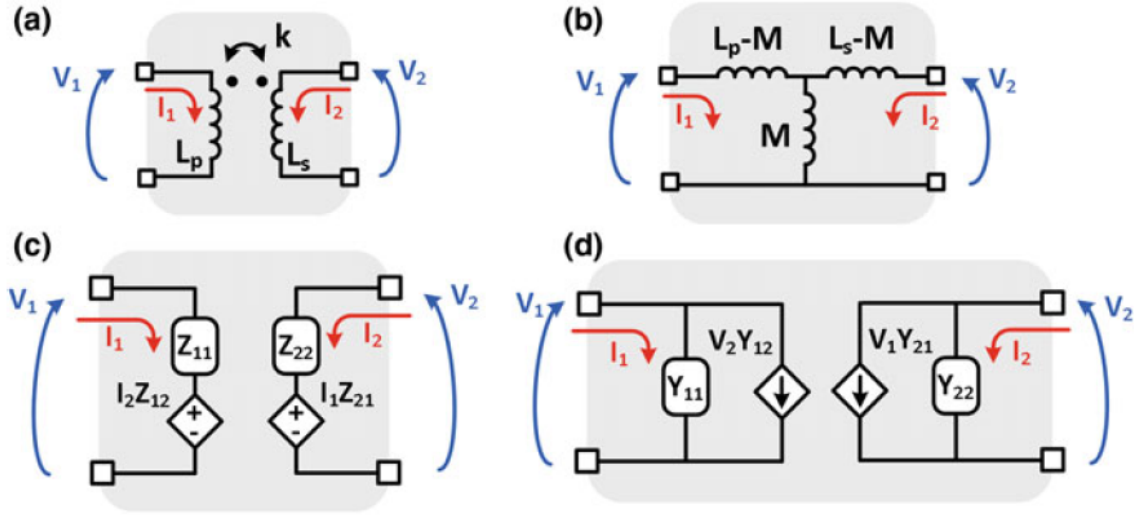 (a)
k
V₁
V₂
I₁
I₂
Lₚ
Lₛ
(b)
Lₚ-M
Lₛ-M
V₁
V₂
I₁
I₂
M
(c)
V₁
V₂
I₁
I₂
Z₁₁
Z₂₂
I₂Z₁₂
I₁Z₂₁
+
-
+
-
(d)
V₁
V₂
I₁
I₂
V₂Y₁₂
V₁Y₂₁
Y₁₁
Y₂₂